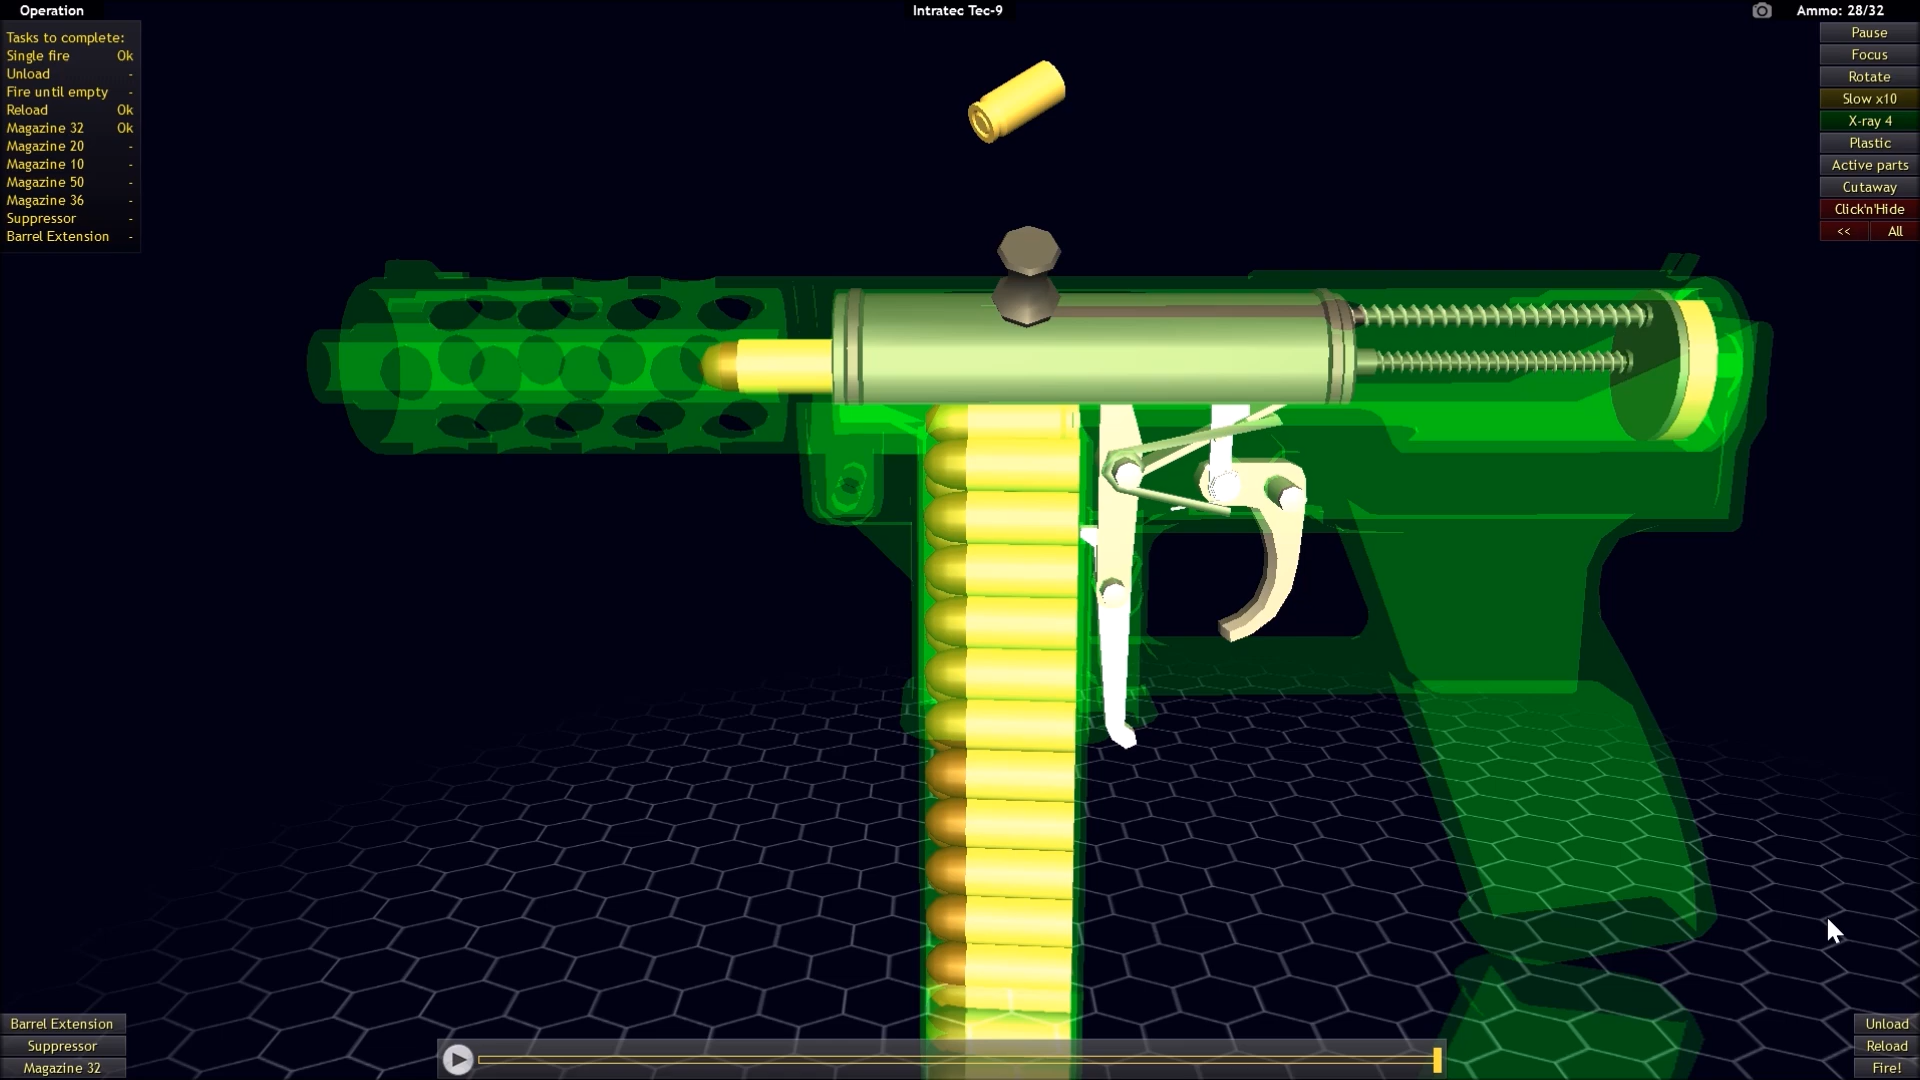 Operation
Intratec Tec-9
Ammo: 28/32
Tasks to complete:
Single fire Ok
Unload -
Fire until empty -
Reload Ok
Magazine 32 Ok
Magazine 20 -
Magazine 10 -
Magazine 50 -
Magazine 36 -
Suppressor -
Barrel Extension -
Pause
Focus
Rotate
Slow x10
X-ray 4
Plastic
Active parts
Cutaway
Click'n'Hide
<< All
Barrel Extension
Suppressor
Magazine 32
Unload
Reload
Fire!